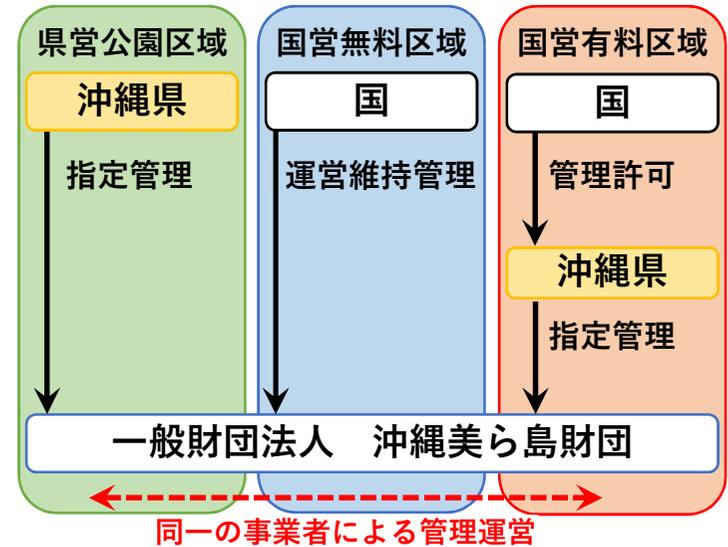 県営公園区域
国営無料区域
国営有料区域
沖縄県
国
国
指定管理
運営維持管理
管理許可
沖縄県
指定管理
一般財団法人　沖縄美ら島財団
同一の事業者による管理運営